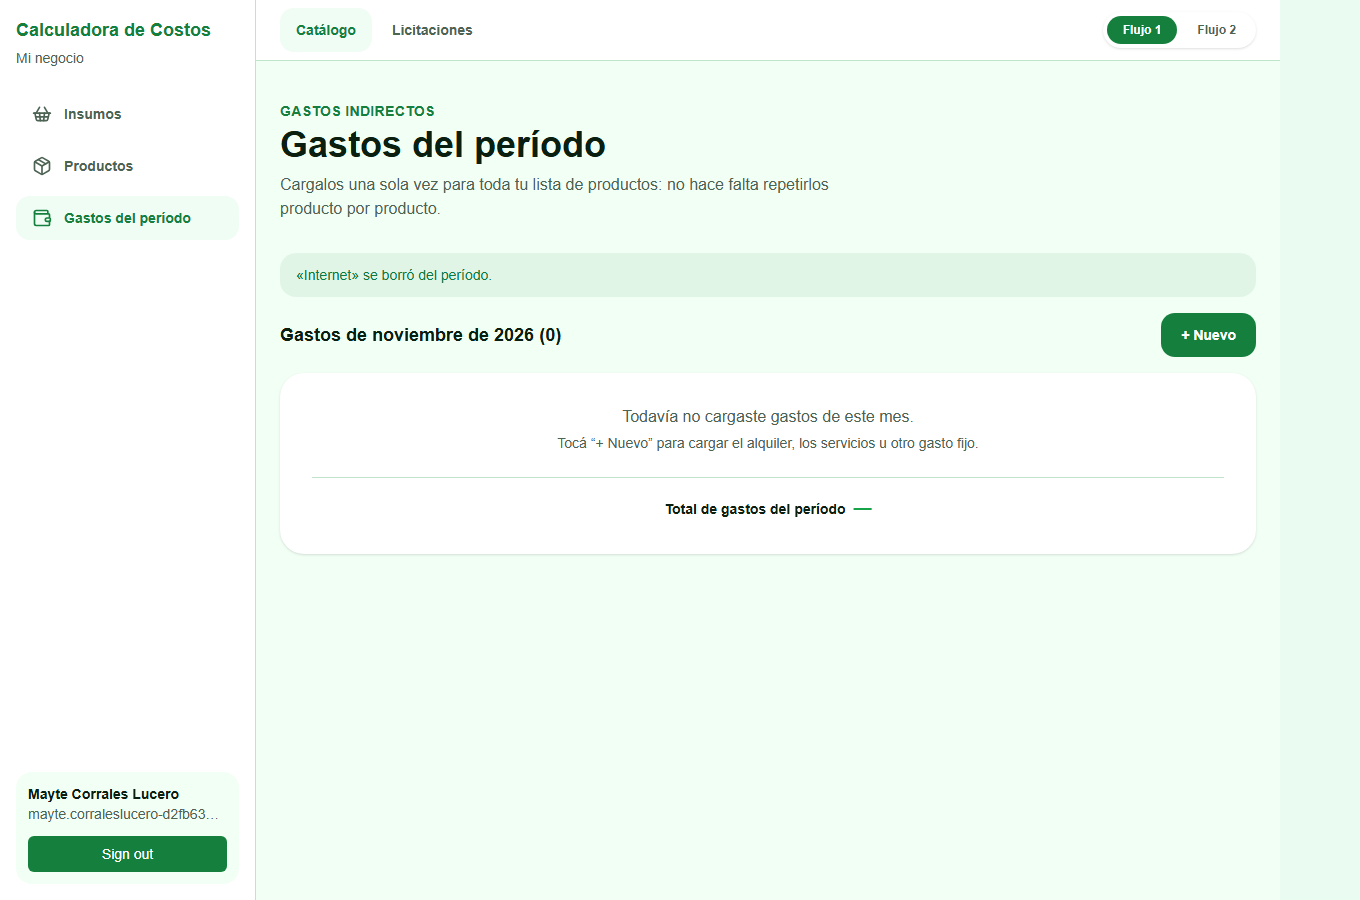 Calculadora de Costos
Mi negocio
Insumos
Productos
Gastos del período
Mayte Corrales Lucero
mayte.corraleslucero-d2fb63...
Sign out
Catálogo
Licitaciones
Flujo 1
Flujo 2
GASTOS INDIRECTOS
Gastos del período
Cargalos una sola vez para toda tu lista de productos: no hace falta repetirlos
producto por producto.
«Internet» se borró del período.
Gastos de noviembre de 2026 (0)
+ Nuevo
Todavía no cargaste gastos de este mes.
Tocá “+ Nuevo” para cargar el alquiler, los servicios u otro gasto fijo.
Total de gastos del período —